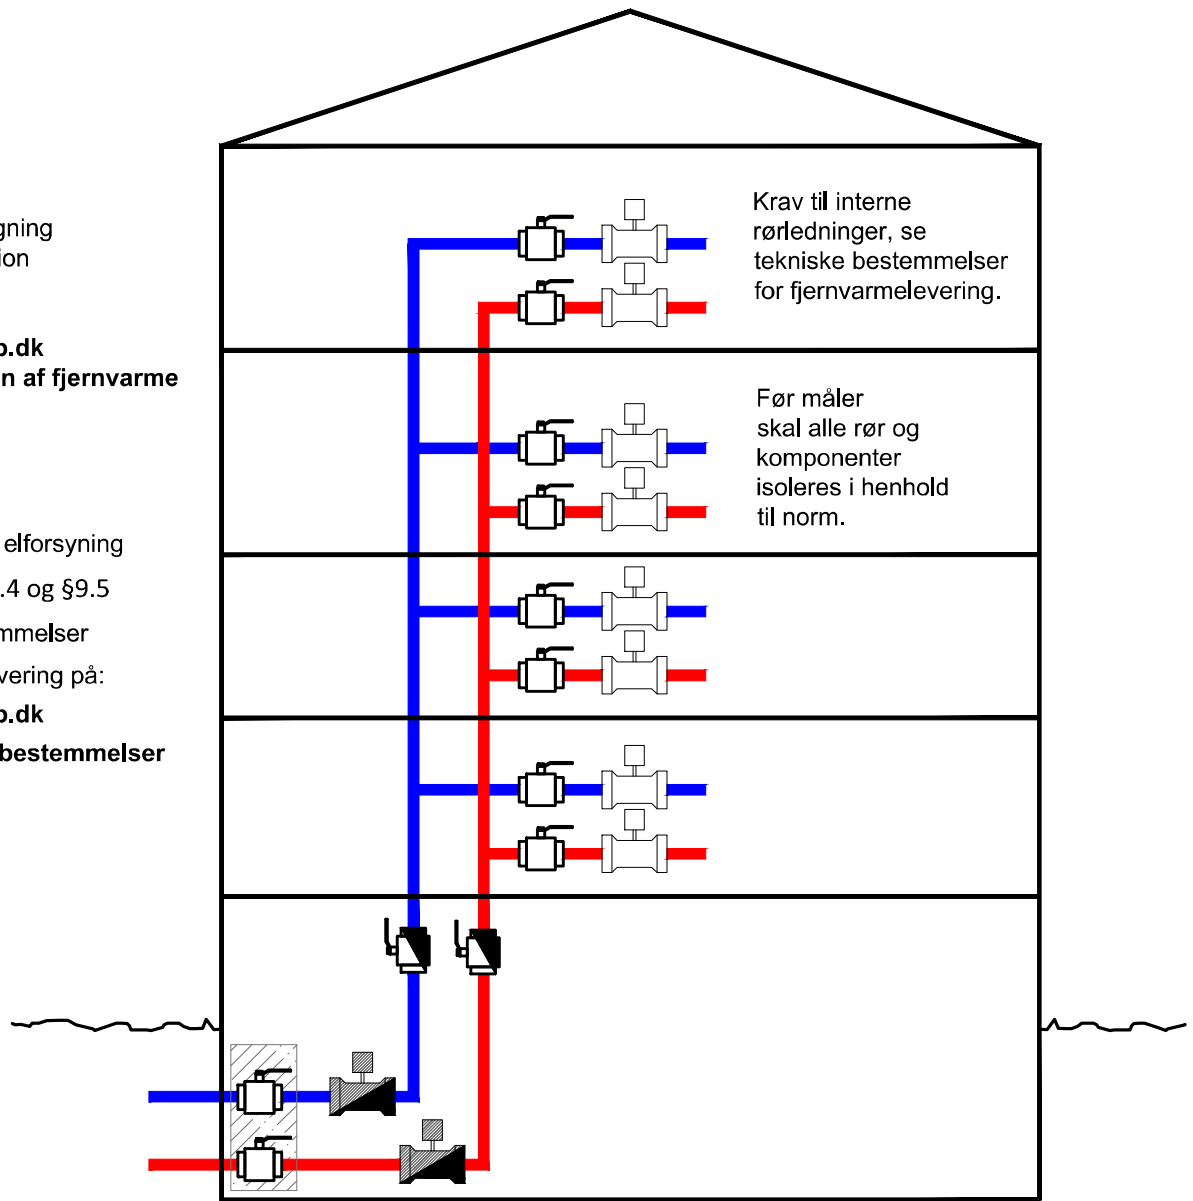 gning
ion
o.dk
n af fjernvarme
elforsyning
.4 og §9.5
nmelser
vering på:
o.dk
bestemmelser
Krav til interne
rørledninger, se
tekniske bestemmelser
for fjernvarmelevering.
Før måler
skal alle rør og
komponenter
isoleres i henhold
til norm.